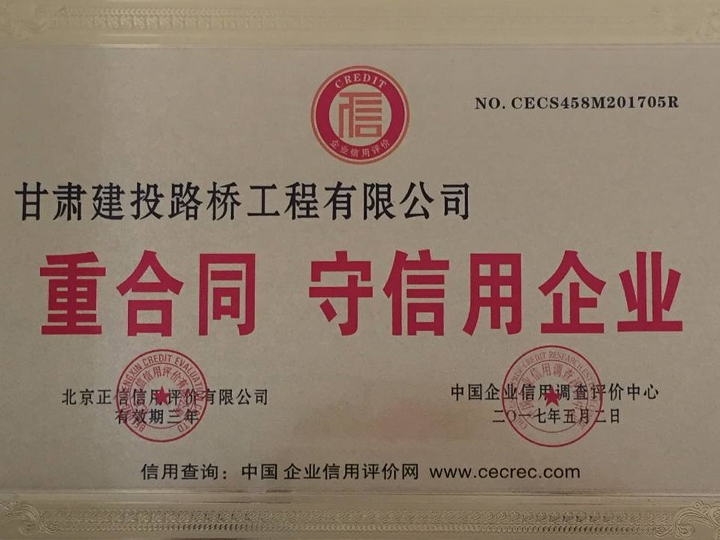 CREDIT
信
企业信用评价
NO. CECS458M201705R
甘肃建投路桥工程有限公司
重合同 守信用企业
北京正信信用评价有限公司
有效期三年
中国企业信用调查评价中心
二〇一七年五月二日
信用查询：中国企业信用评价网 www.cecrec.com